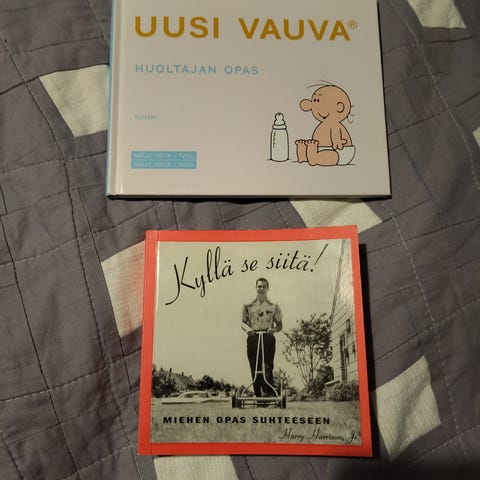 UUSI VAUVA®
HUOLTAJAN OPAS
Kyllä se siitä!
MIEHEN OPAS SUHTEESEEN
Harry Harrison, Jr.